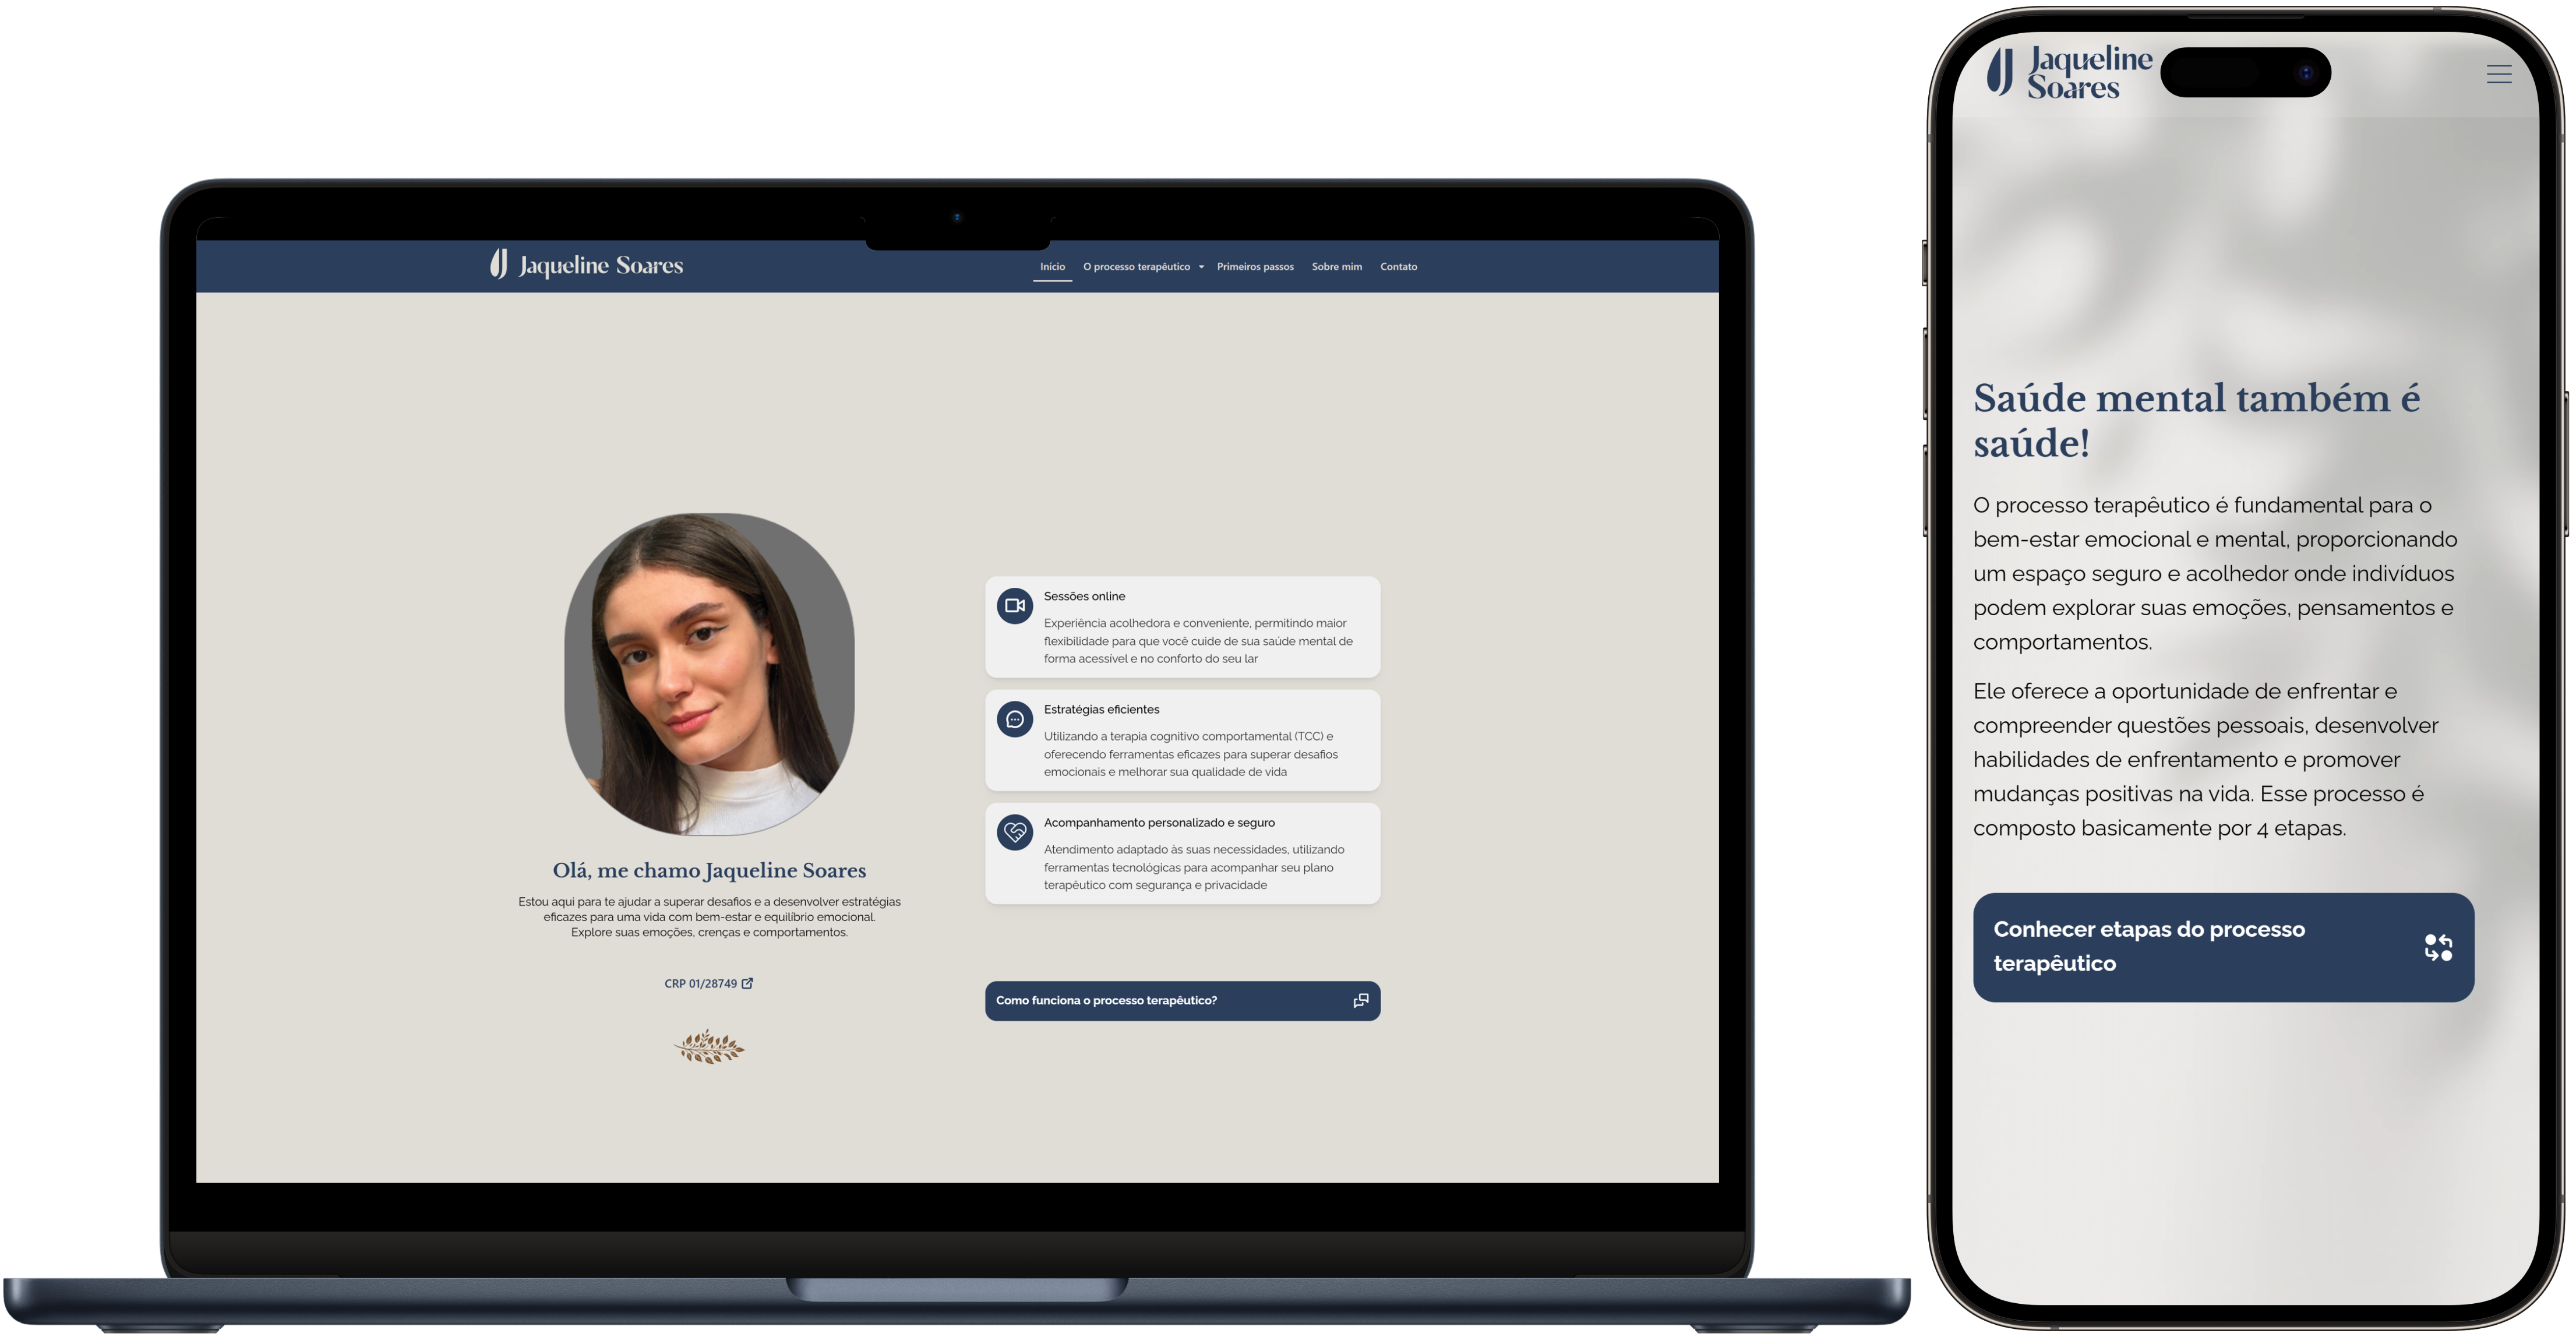 Jaqueline Soares
Início O processo terapêutico Primeiros passos Sobre mim Contato
Olá, me chamo Jaqueline Soares
Estou aqui para te ajudar a superar desafios e a desenvolver estratégias
eficazes para uma vida com bem-estar e equilíbrio emocional.
Explore suas emoções, crenças e comportamentos.
CRP 01/28749
Sessões online
Experiência acolhedora e conveniente, permitindo maior
flexibilidade para que você cuide de sua saúde mental de
forma acessível e no conforto do seu lar
Estratégias eficientes
Utilizando a terapia cognitivo comportamental (TCC) e
oferecendo ferramentas eficazes para superar desafios
emocionais e melhorar sua qualidade de vida
Acompanhamento personalizado e seguro
Atendimento adaptado às suas necessidades, utilizando
ferramentas tecnológicas para acompanhar seu plano
terapêutico com segurança e privacidade
Como funciona o processo terapêutico?
Jaqueline
Soares
Saúde mental também é
saúde!
O processo terapêutico é fundamental para o
bem-estar emocional e mental, proporcionando
um espaço seguro e acolhedor onde indivíduos
podem explorar suas emoções, pensamentos e
comportamentos.
Ele oferece a oportunidade de enfrentar e
compreender questões pessoais, desenvolver
habilidades de enfrentamento e promover
mudanças positivas na vida. Esse processo é
composto basicamente por 4 etapas.
Conhecer etapas do processo
terapêutico